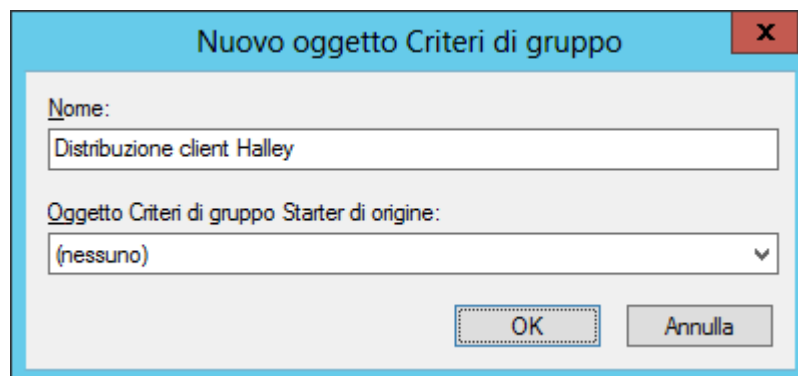 Nuovo oggetto Criteri di gruppo
x
Nome:
Distribuzione client Halley
Oggetto Criteri di gruppo Starter di origine:
(nessuno)
OK
Annulla